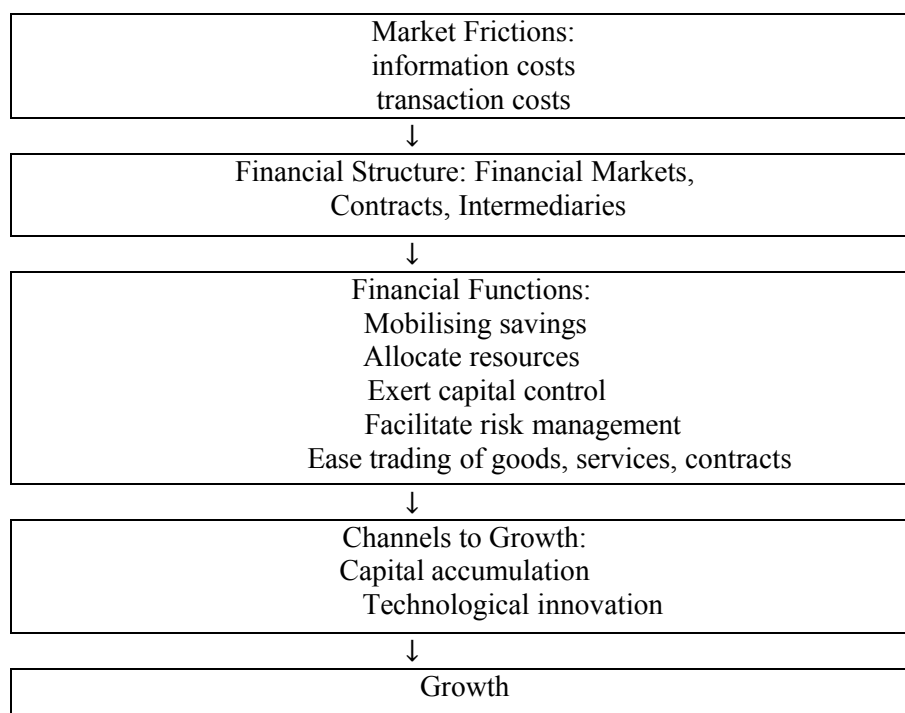 Market Frictions:
information costs
transaction costs
↓
Financial Structure: Financial Markets,
Contracts, Intermediaries
↓
Financial Functions:
Mobilising savings
Allocate resources
Exert capital control
Facilitate risk management
Ease trading of goods, services, contracts
↓
Channels to Growth:
Capital accumulation
Technological innovation
↓
Growth